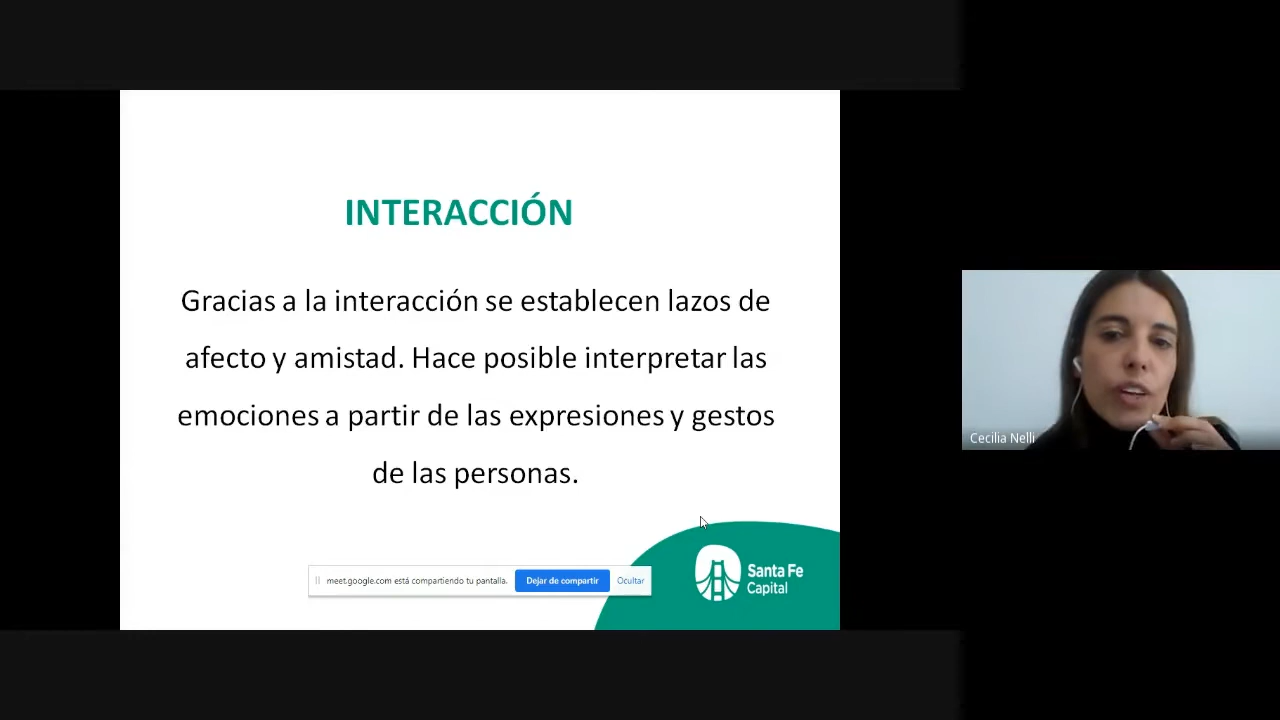 INTERACCIÓN
Gracias a la interacción se establecen lazos de
afecto y amistad. Hace posible interpretar las
emociones a partir de las expresiones y gestos
de las personas.
meet.google.com está compartiendo tu pantalla.
Dejar de compartir
Ocultar
Santa Fe
Capital
Cecilia Nelli